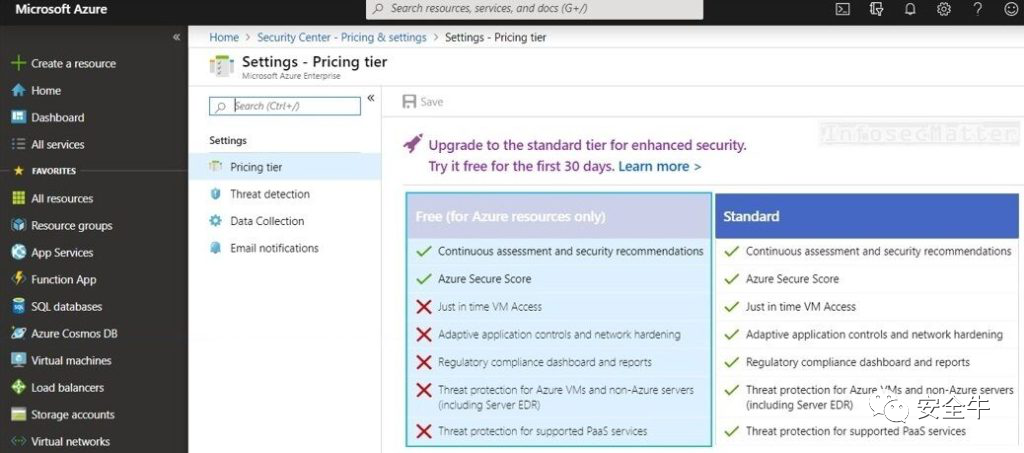 Microsoft Azure
Search resources, services, and docs (G+/)
Home > Security Center - Pricing & settings > Settings - Pricing tier
Settings - Pricing tier
Microsoft Azure Enterprise
Create a resource
Home
Dashboard
All services
FAVORITES
All resources
Resource groups
App Services
Function App
SQL databases
Azure Cosmos DB
Virtual machines
Load balancers
Storage accounts
Virtual networks
Search (Ctrl+/)
Settings
Pricing tier
Threat detection
Data Collection
Email notifications
Save
InfosecMatter
Upgrade to the standard tier for enhanced security.
Try it free for the first 30 days. Learn more >
Free (for Azure resources only)
Continuous assessment and security recommendations
Azure Secure Score
Just in time VM Access
Adaptive application controls and network hardening
Regulatory compliance dashboard and reports
Threat protection for Azure VMs and non-Azure servers
(including Server EDR)
Threat protection for supported PaaS services
Standard
Continuous assessment and security recommendations
Azure Secure Score
Just in time VM Access
Adaptive application controls and network hardening
Regulatory compliance dashboard and reports
Threat protection for Azure VMs and non-Azure servers
(including Server EDR)
Threat protection for supported PaaS services
安全牛